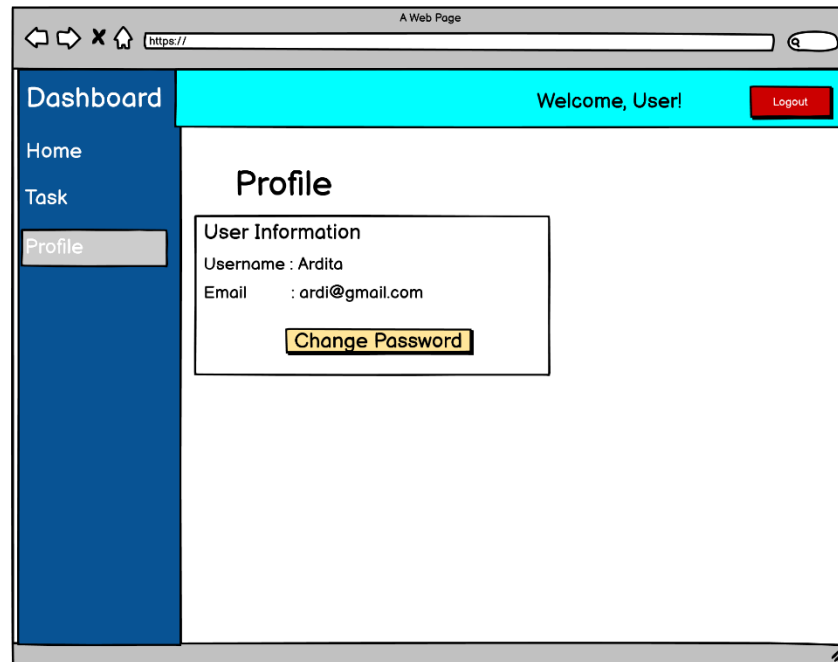 A Web Page
https://
Dashboard
Welcome, User!
Logout
Home
Task
Profile
Profile
User Information
Username : Ardita
Email : ardi@gmail.com
Change Password